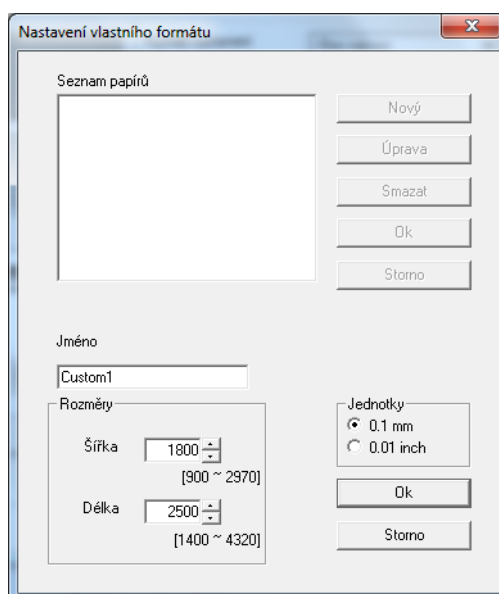 Nastavení vlastního formátu
Seznam papírů
Nový
Úprava
Smazat
Ok
Storno
Jméno
Custom1
Rozměry
Šířka
1800
[900 ~ 2970]
Délka
2500
[1400 ~ 4320]
Jednotky
0.1 mm
0.01 inch
Ok
Storno